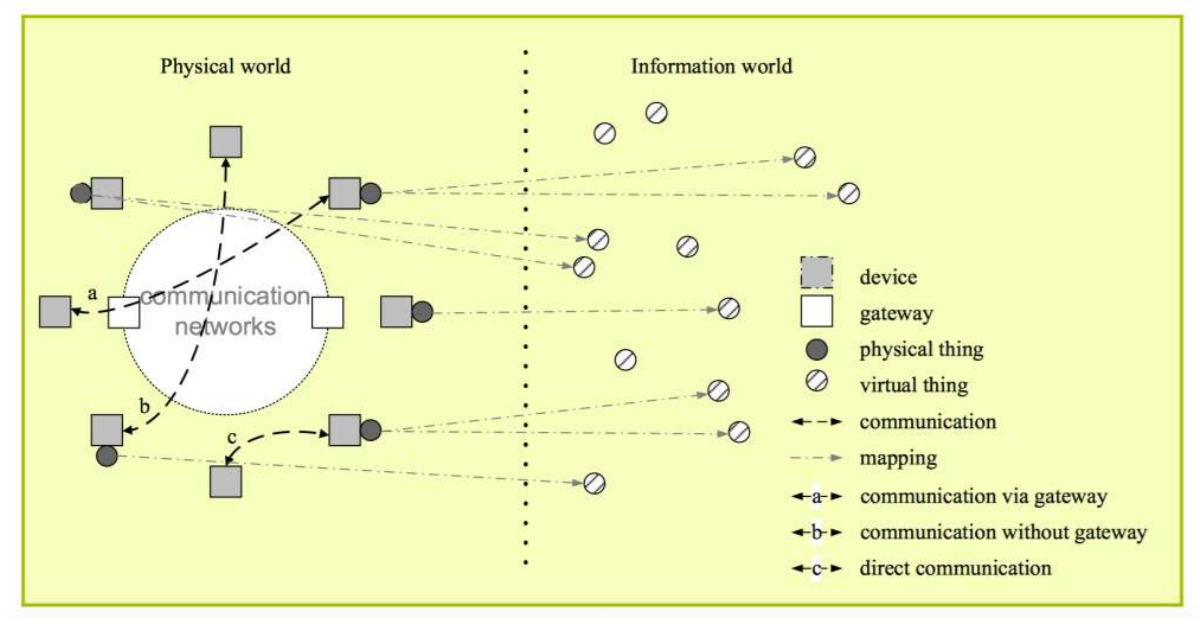 Physical world
Information world
a
communication
networks
b
c
device
gateway
physical thing
virtual thing
communication
mapping
a communication via gateway
b communication without gateway
c direct communication